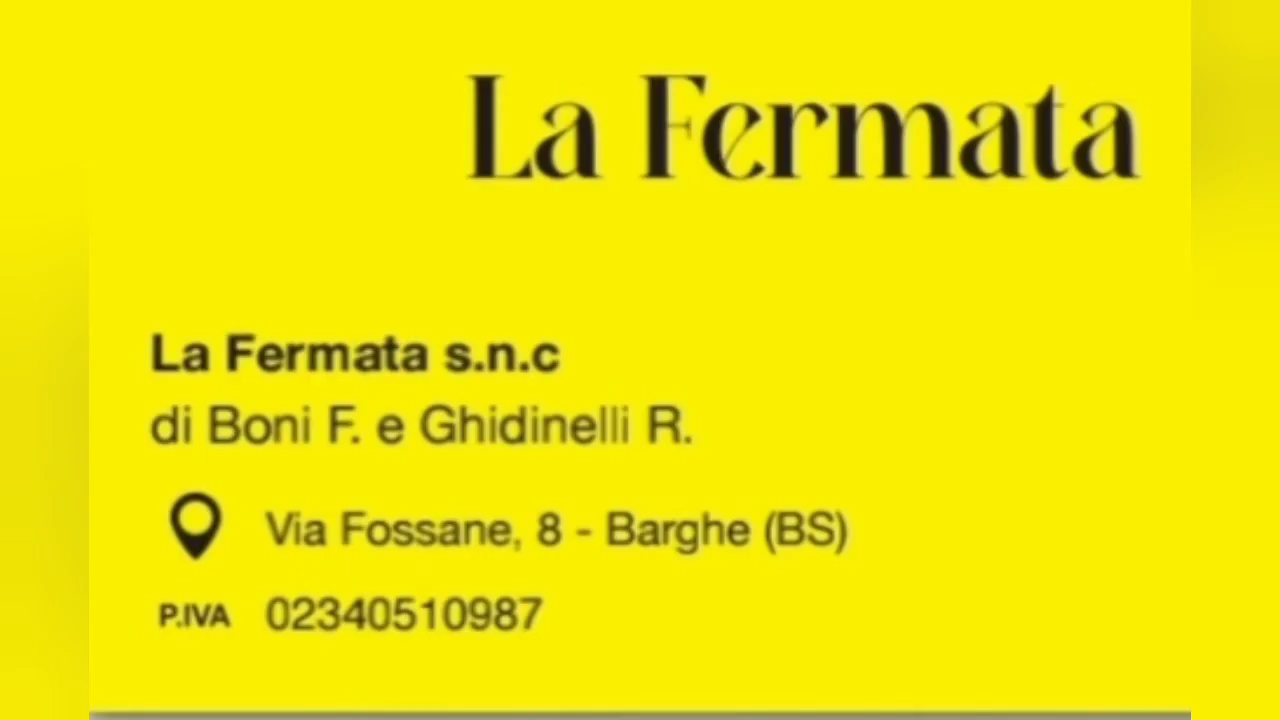 La Fermata
La Fermata s.n.c
di Boni F. e Ghidinelli R.
Via Fossane, 8 - Barghe (BS)
P.IVA 02340510987